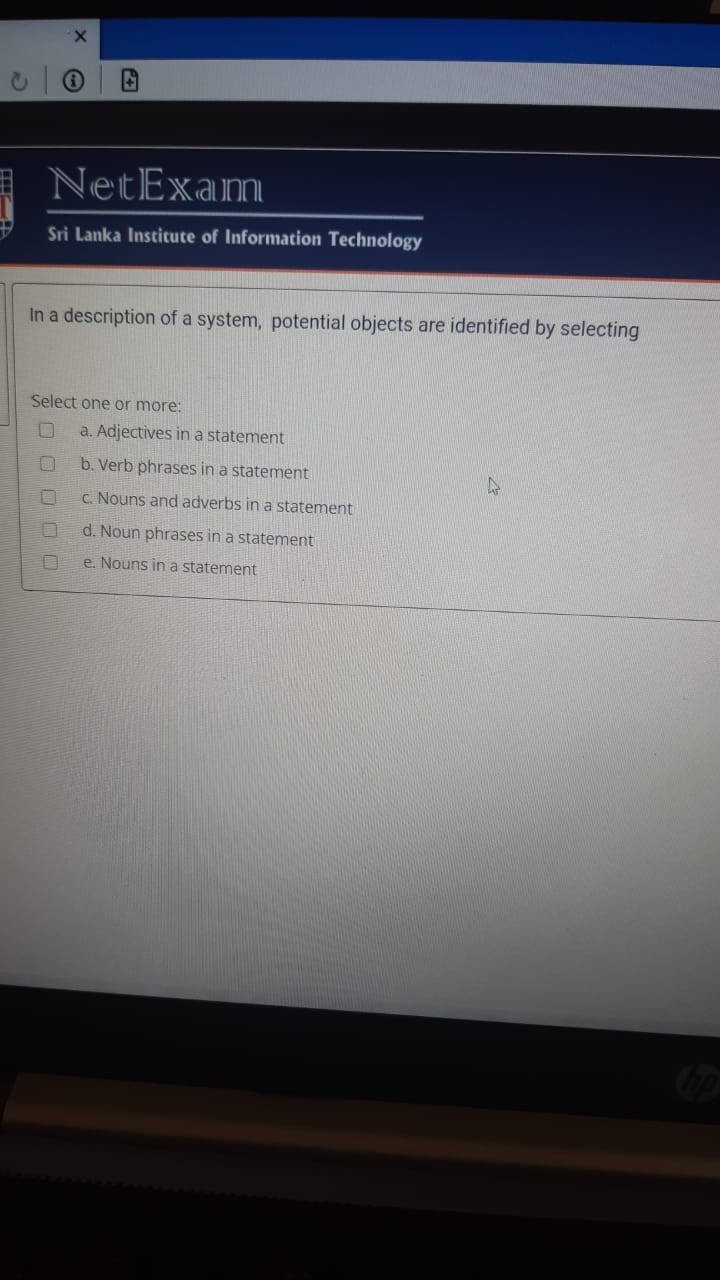 NetExam
Sri Lanka Institute of Information Technology
In a description of a system, potential objects are identified by selecting
Select one or more:
a. Adjectives in a statement
b. Verb phrases in a statement
c. Nouns and adverbs in a statement
d. Noun phrases in a statement
e. Nouns in a statement
hp